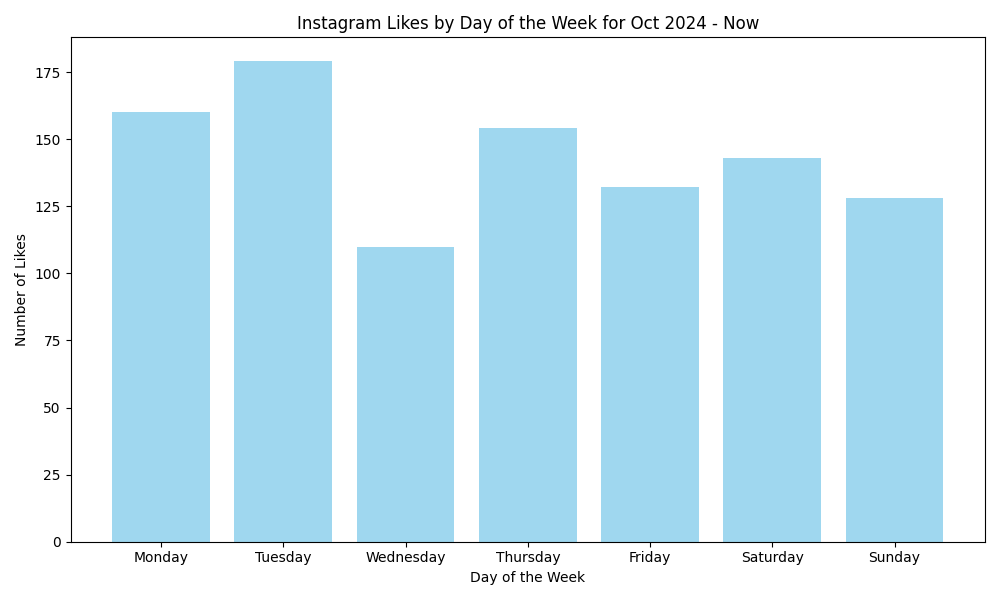 Instagram Likes by Day of the Week for Oct 2024 - Now
Number of Likes
175
150
125
100
75
50
25
0
Monday Tuesday Wednesday Thursday Friday Saturday Sunday
Day of the Week